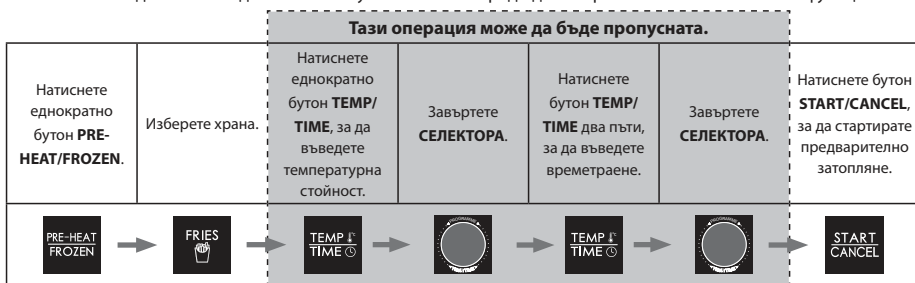 Тази операция може да бъде пропусната.
Натиснете
еднократно
бутон PRE-
HEAT/FROZEN.
Изберете храна.
Натиснете
еднократно
бутон TEMP/
TIME, за да
въведете
температурна
стойност.
Завъртете
СЕЛЕКТОРА.
Натиснете
бутон TEMP/
TIME два пъти,
за да въведете
времетраене.
Завъртете
СЕЛЕКТОРА.
Натиснете бутон
START/CANCEL,
за да стартирате
предварително
затопляне.
PRE-HEAT
FROZEN
FRIES
TEMP
TIME
TEMP
TIME
START
CANCEL